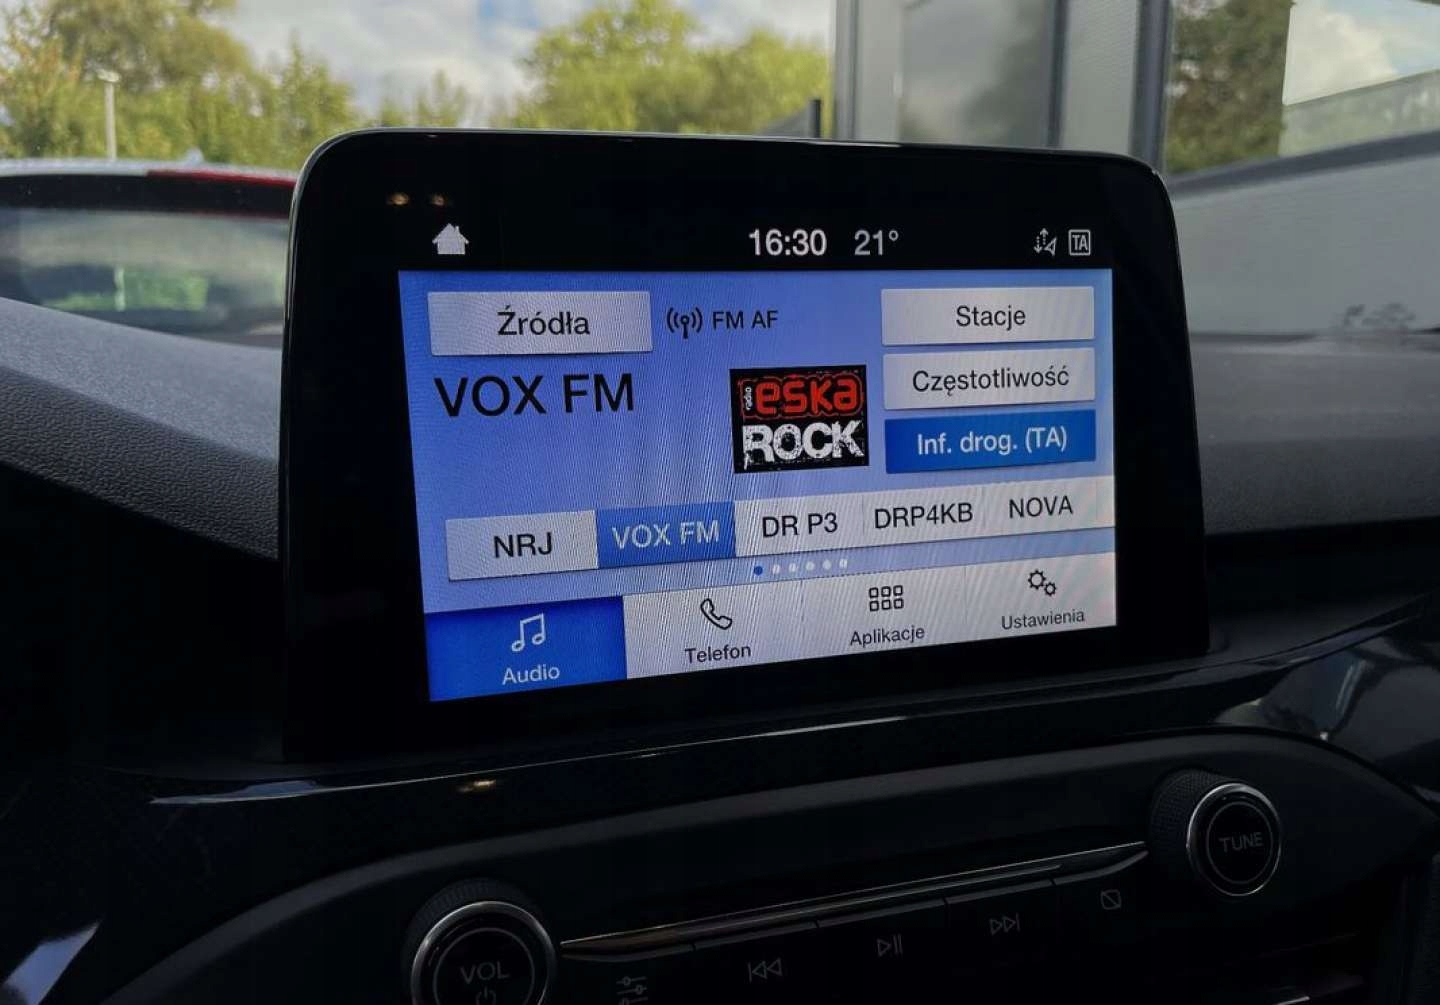 16:30 21°
TA
Źródła
FM AF
Stacje
VOX FM
radio
eska
ROCK
Częstotliwość
Inf. drog. (TA)
NRJ
VOX FM
DR P3
DRP4KB
NOVA
Audio
Telefon
Aplikacje
Ustawienia
TUNE
VOL